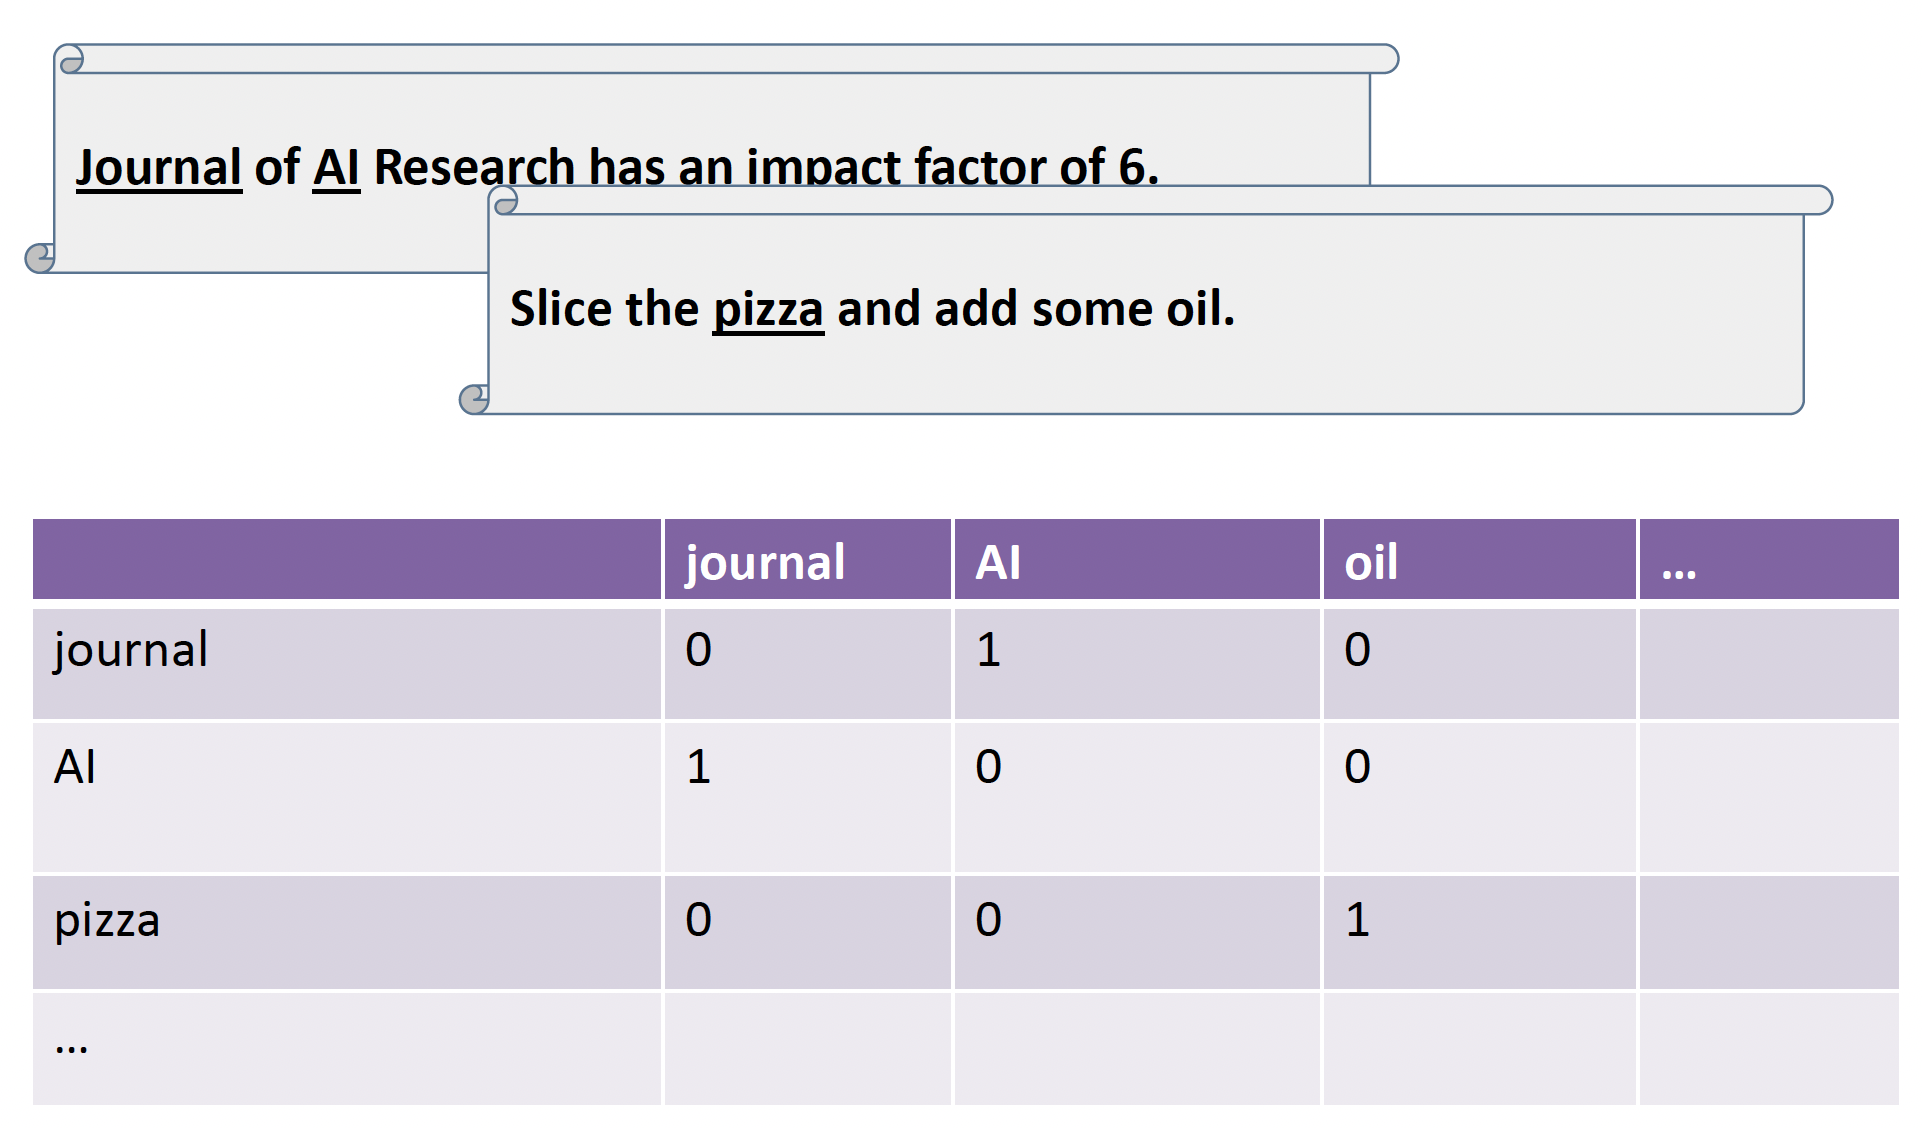 Journal of AI Research has an impact factor of 6.
Slice the pizza and add some oil.
journal AI oil ...
journal 0 1 0
AI 1 0 0
pizza 0 0 1
...